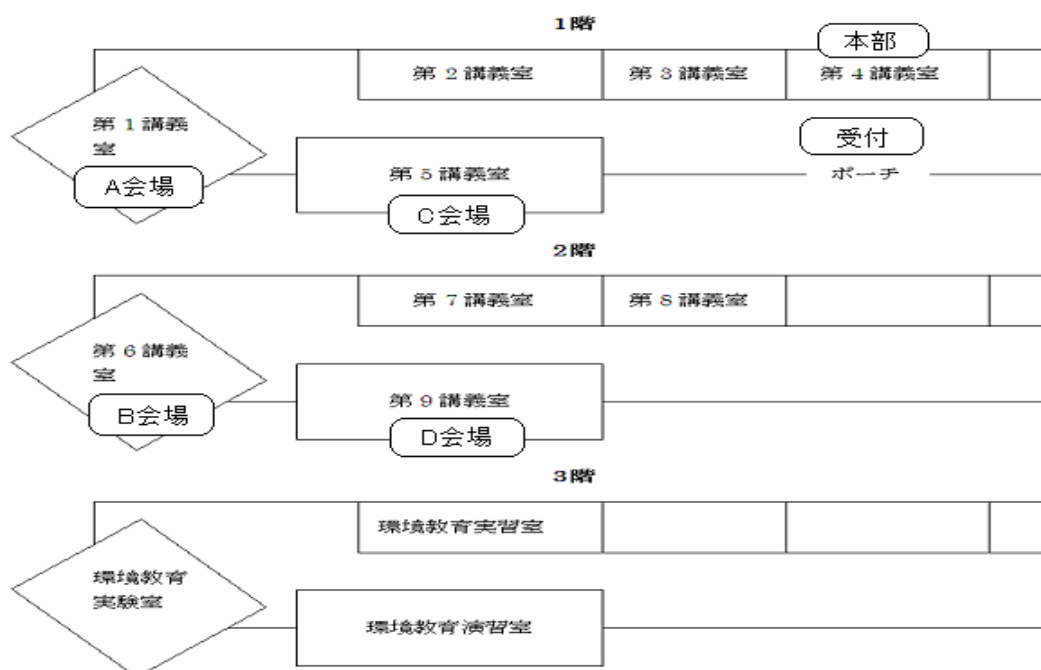 1階
本部
第2講義室
第3講義室
第4講義室
第1講義
室
受付
A会場
第5講義室
ポーチ
C会場
2階
第7講義室
第8講義室
第6講義
室
第9講義室
B会場
D会場
3階
環境教育実習室
環境教育
実験室
環境教育演習室